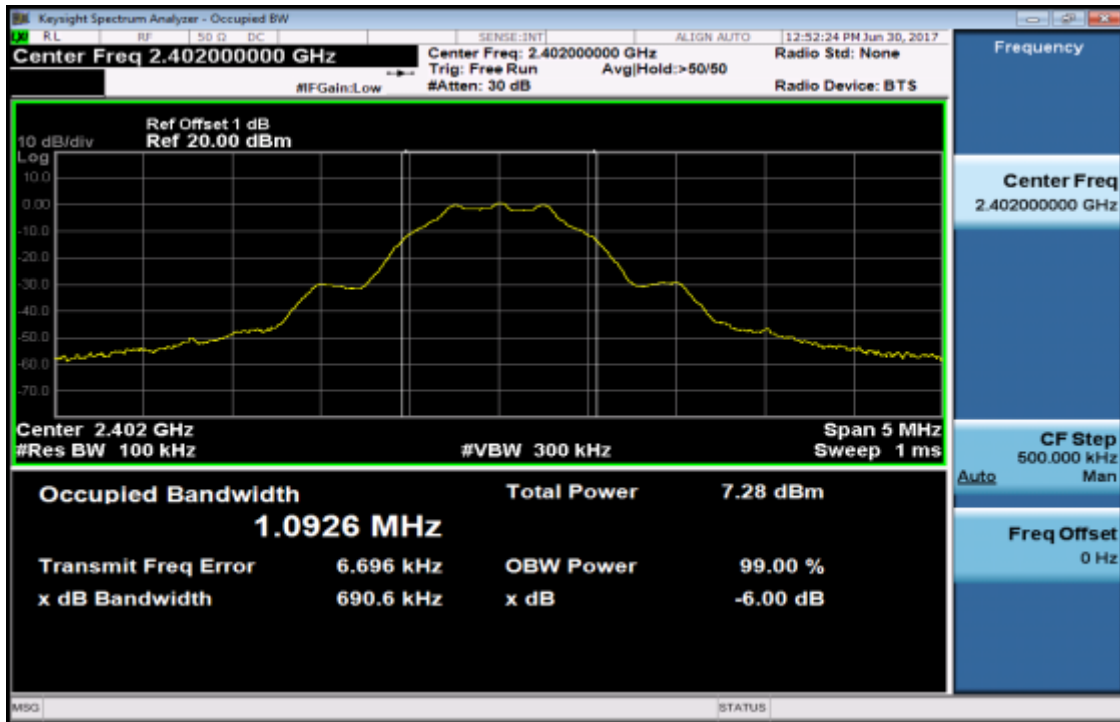 Keysight Spectrum Analyzer - Occupied BW
RL RF 50 Ω DC SENSE:INT ALIGN AUTO 12:52:24 PM Jun 30, 2017
Center Freq 2.402000000 GHz
Center Freq: 2.402000000 GHz Radio Std: None
Trig: Free Run Avg|Hold:>50/50
#IFGain:Low #Atten: 30 dB Radio Device: BTS
Ref Offset 1 dB
10 dB/div Ref 20.00 dBm
Log
10.0
0.00
-10.0
-20.0
-30.0
-40.0
-50.0
-60.0
-70.0
Center 2.402 GHz Span 5 MHz
#Res BW 100 kHz #VBW 300 kHz Sweep 1 ms
Occupied Bandwidth Total Power 7.28 dBm
1.0926 MHz
Transmit Freq Error 6.696 kHz OBW Power 99.00 %
x dB Bandwidth 690.6 kHz x dB -6.00 dB
MSG STATUS
Frequency
Center Freq
2.402000000 GHz
CF Step
500.000 kHz
Auto Man
Freq Offset
0 Hz